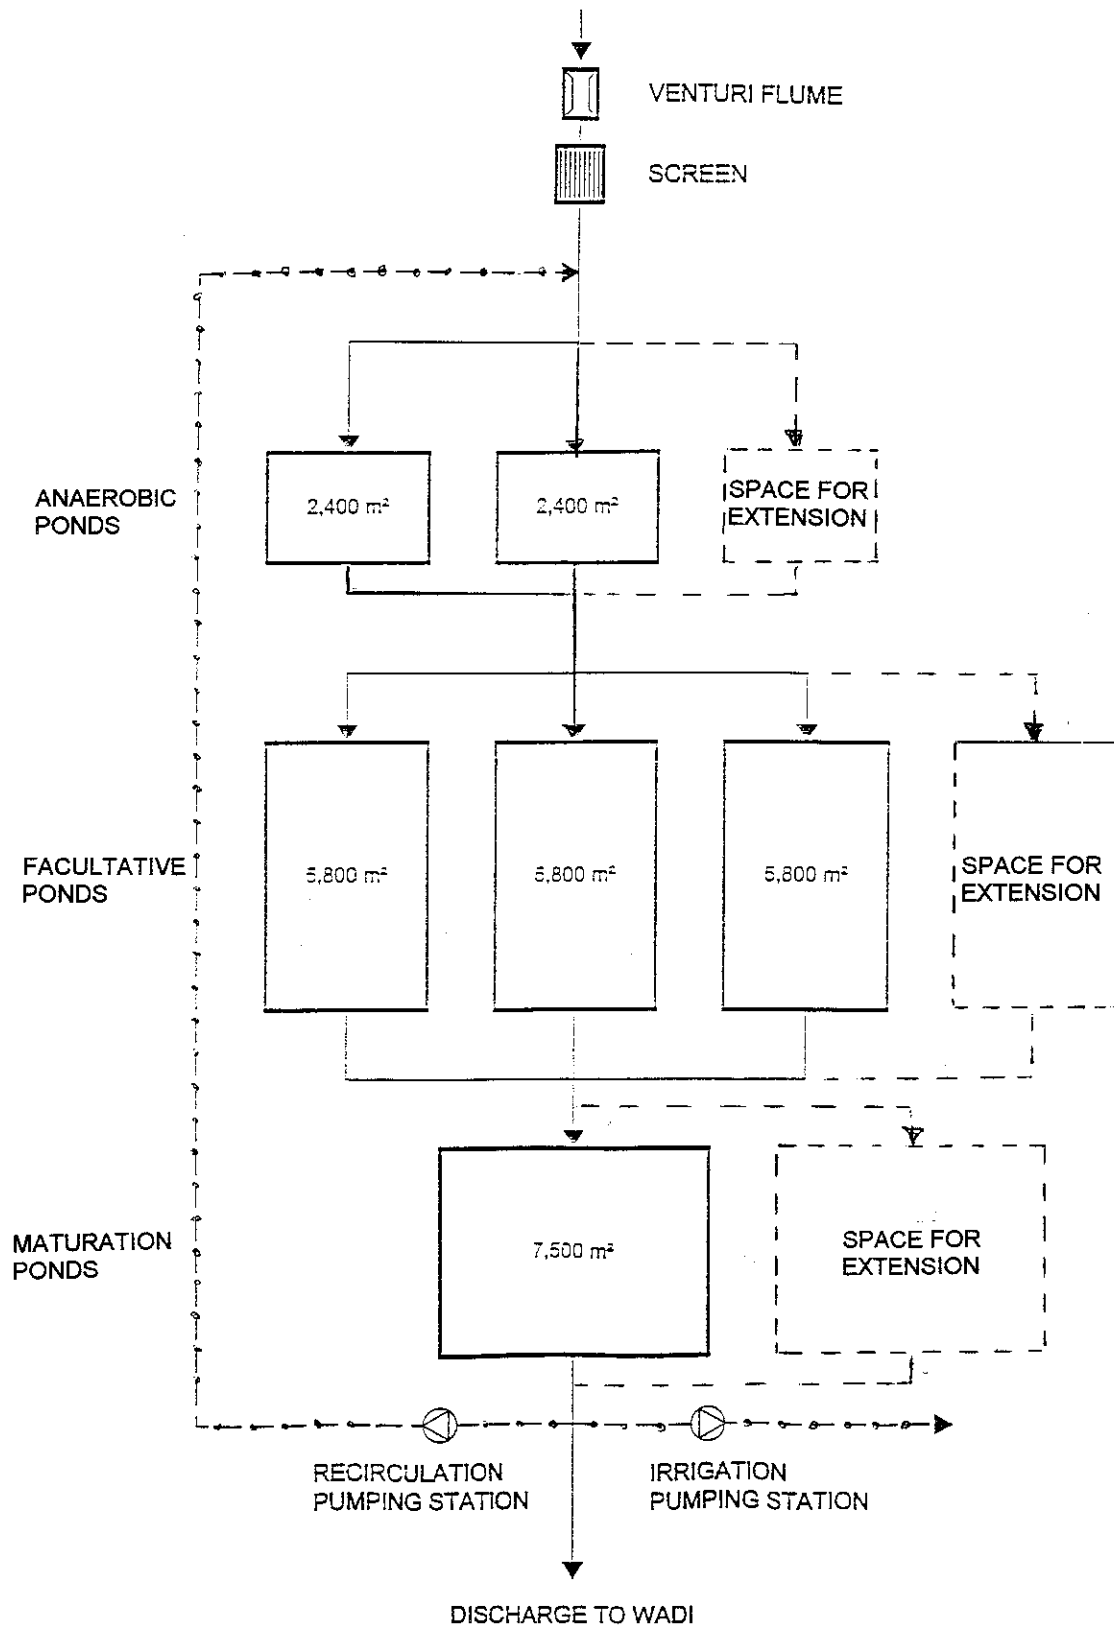 VENTURI FLUME
SCREEN
ANAEROBIC
PONDS
2,400 m²
2,400 m²
SPACE FOR
EXTENSION
FACULTATIVE
PONDS
5,800 m²
5,800 m²
5,800 m²
SPACE FOR
EXTENSION
MATURATION
PONDS
7,500 m²
SPACE FOR
EXTENSION
RECIRCULATION
PUMPING STATION
IRRIGATION
PUMPING STATION
DISCHARGE TO WADI